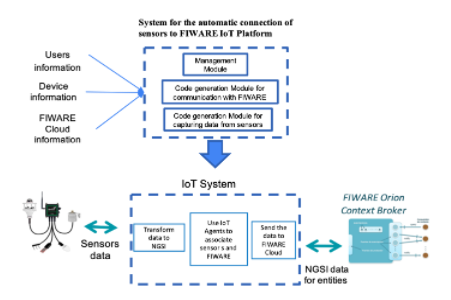 System for the automatic connection of
sensors to FIWARE IoT Platform
Users
information
Device
information
FIWARE
Cloud
information
Management
Module
Code generation Module for
communication with FIWARE
Code generation Module for
capturing data from sensors
IoT System
Sensors
data
Transform
data to
NGSI
Use IoT
Agents to
associate
sensors and
FIWARE
Send the
data to
FIWARE
Cloud
FIWARE Orion
Context Broker
NGSI data
for entities